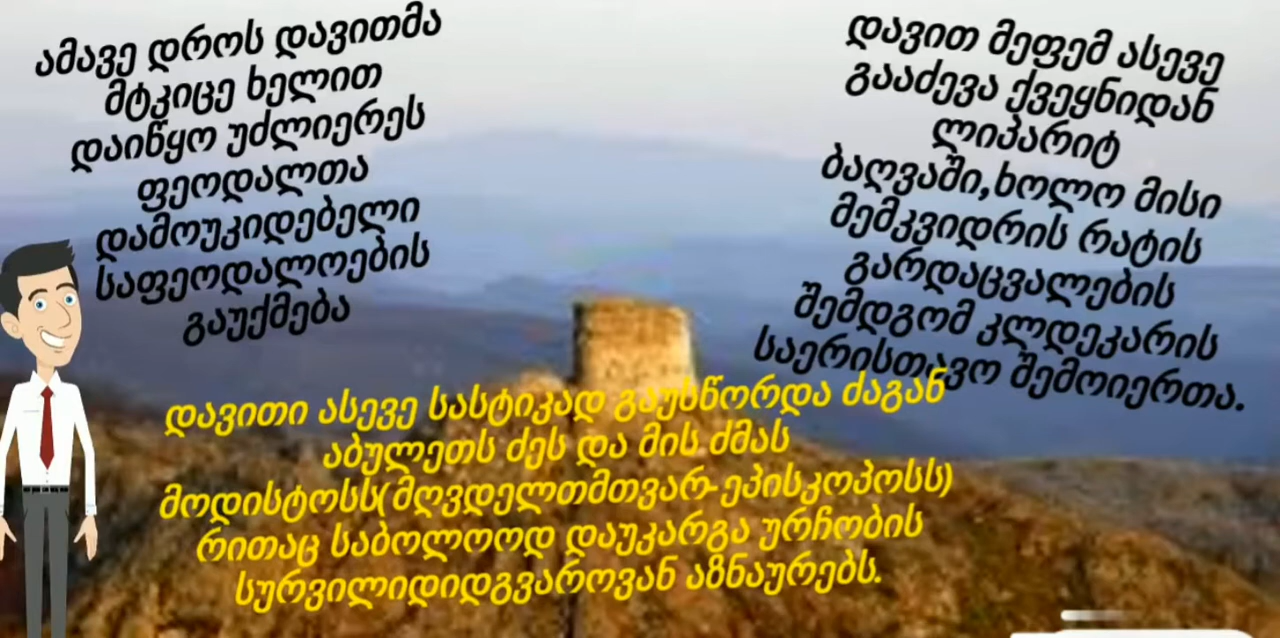 ამავე დროს დავითმა
მტკიცე ხელით
დაიწყო უძლიერეს
ფეოდალთა
დამოუკიდებელი
საფეოდალოების
გაუქმება
დავით მეფემ ასევე
გააძევა ქვეყნიდან
ლიპარიტ
ბაღვაში,ხოლო მისი
მემკვიდრის რატის
გარდაცვალების
შემდგომ კლდეკარის
საერისთავო შემოიერთა.
დავითი ასევე სასტიკად გაუსწორდა ძაგან
აბულეთს ძეს და მის ძმას
მოდისტოსს(მღვდელთმთვარ-ეპისკოპოსს)
რითაც საბოლოოდ დაუკარგა ურჩობის
სურვილიდიდგვაროვან აზნაურებს.